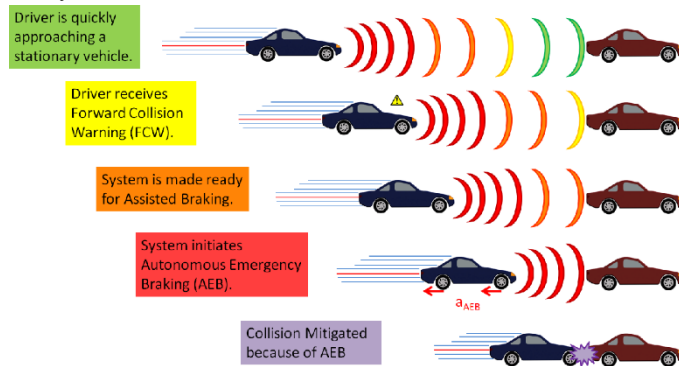 Driver is quickly
approaching a
stationary vehicle.
Driver receives
Forward Collision
Warning (FCW).
System is made ready
for Assisted Braking.
System initiates
Autonomous Emergency
Braking (AEB).
aAEB
Collision Mitigated
because of AEB